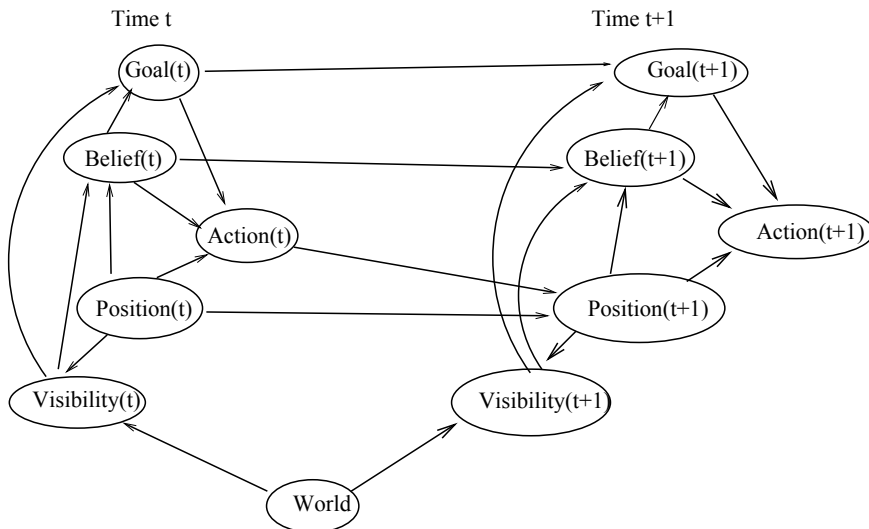 Time t
Time t+1
Goal(t)
Goal(t+1)
Belief(t)
Belief(t+1)
Action(t)
Action(t+1)
Position(t)
Position(t+1)
Visibility(t)
Visibility(t+1)
World